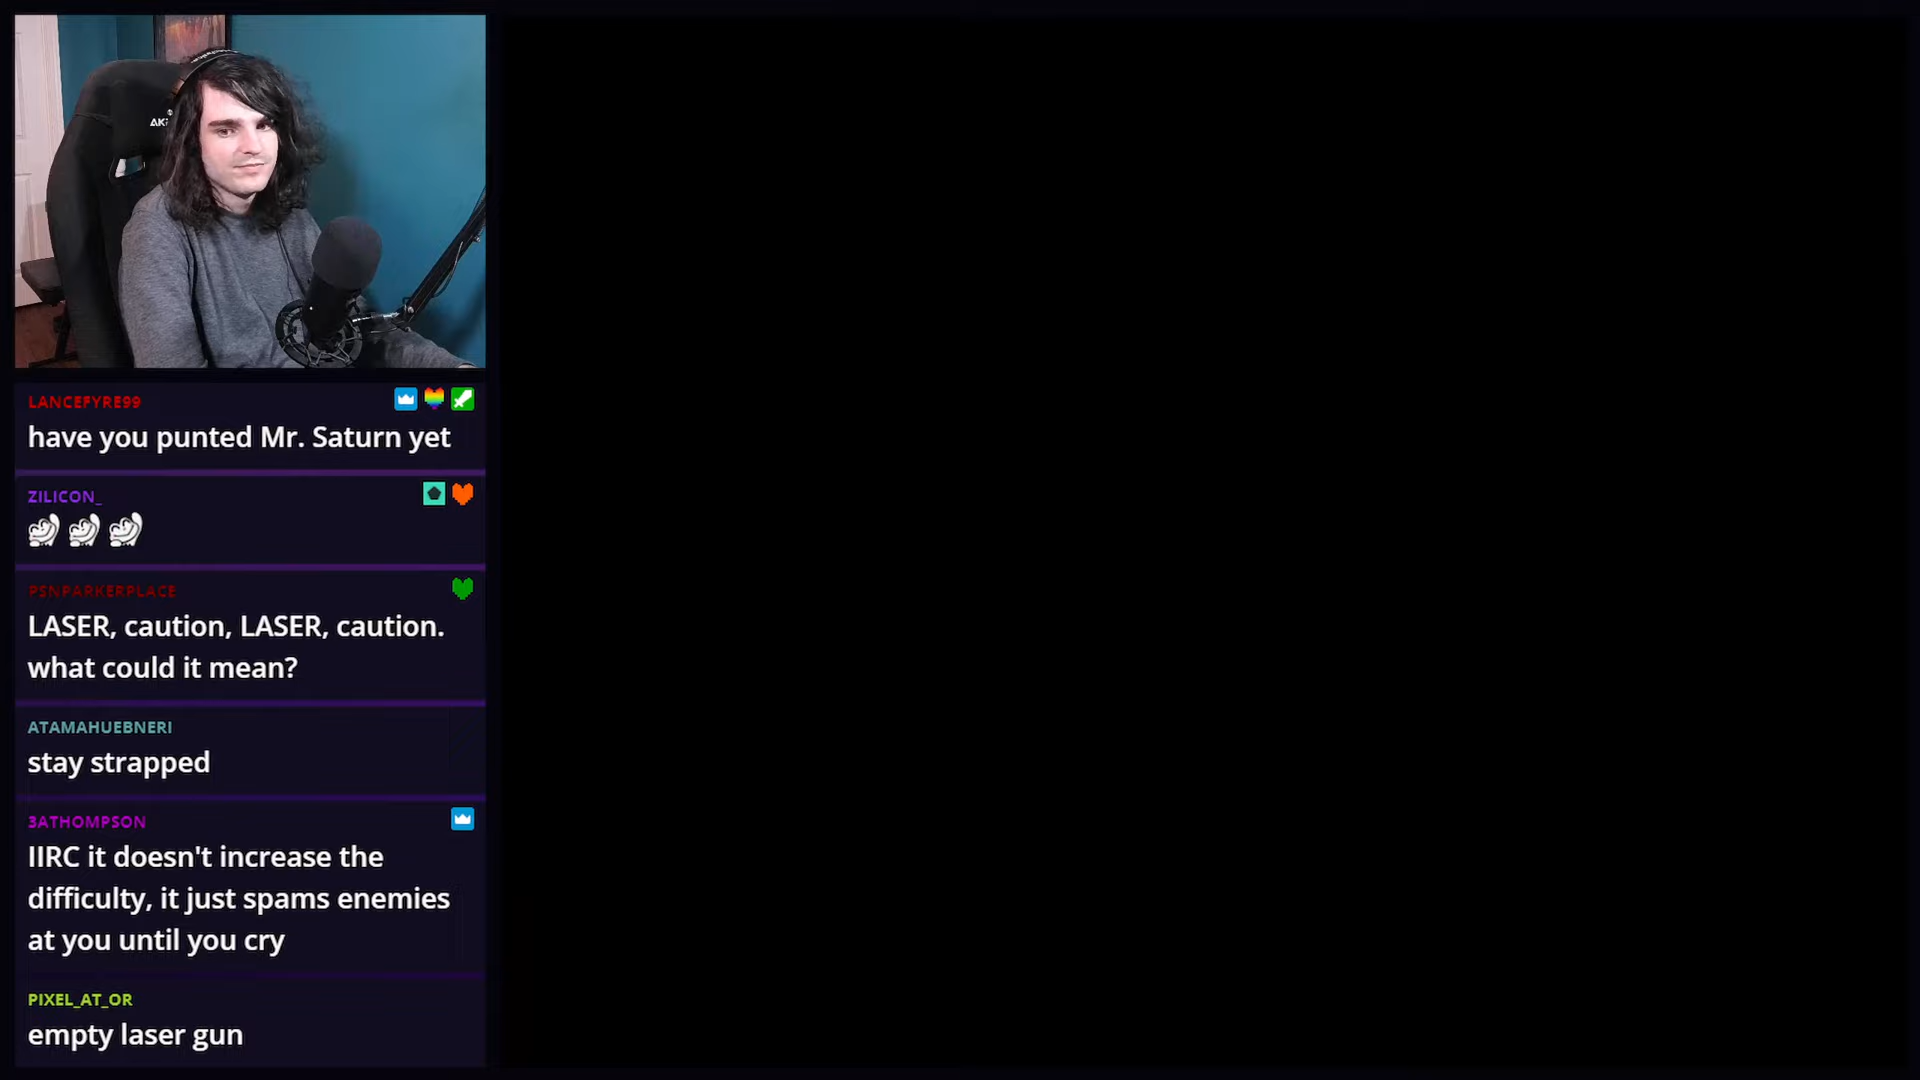 LANCEFYRE99
have you punted Mr. Saturn yet
ZILICON_
PSNPARKERPLACE
LASER, caution, LASER, caution.
what could it mean?
ATAMAHUEBNERI
stay strapped
3ATHOMPSON
IIRC it doesn't increase the
difficulty, it just spams enemies
at you until you cry
PIXEL_AT_OR
empty laser gun